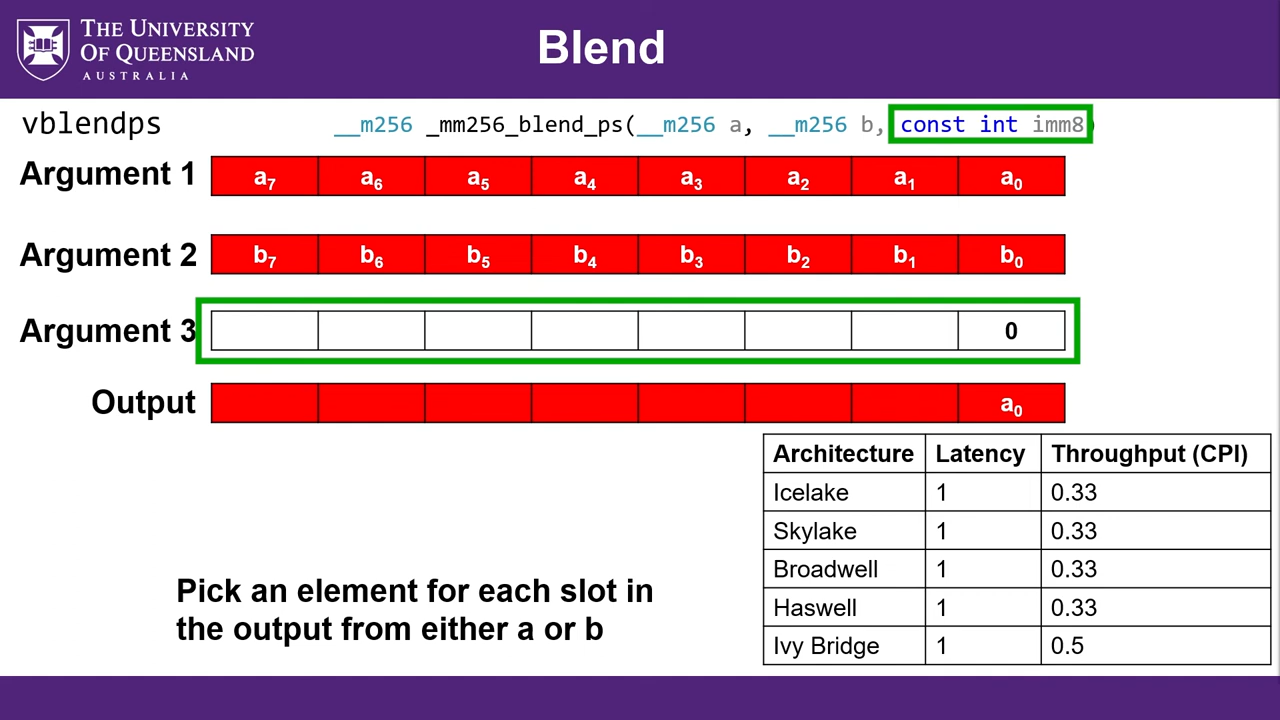 THE UNIVERSITY
OF QUEENSLAND
AUSTRALIA
Blend
vblendps
__m256 _mm256_blend_ps(__m256 a, __m256 b, const int imm8)
Argument 1 a7 a6 a5 a4 a3 a2 a1 a0
Argument 2 b7 b6 b5 b4 b3 b2 b1 b0
Argument 3 0
Output a0
Architecture Latency Throughput (CPI)
Icelake 1 0.33
Skylake 1 0.33
Broadwell 1 0.33
Haswell 1 0.33
Ivy Bridge 1 0.5
Pick an element for each slot in
the output from either a or b